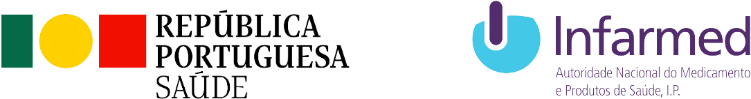 REPÚBLICA
PORTUGUESA
SAÚDE
Infarmed
Autoridade Nacional do Medicamento
e Produtos de Saúde, I.P.